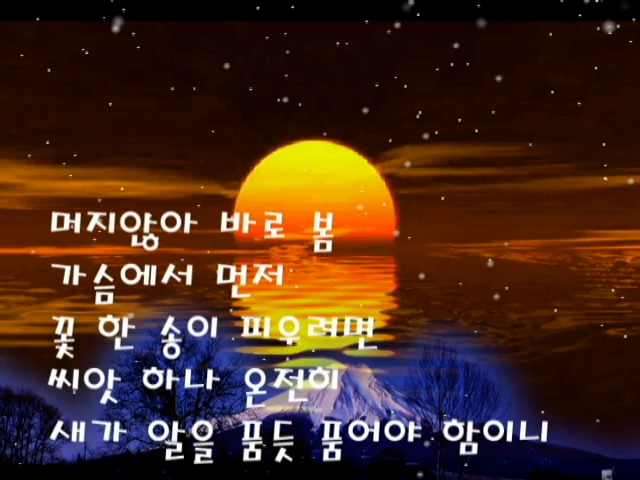 며지않아 바로 봄
가슴에서 먼저
꽃 한 송이 피우려면
씨앗 하나 온전히
새가 알을 품듯 품어야 함이니